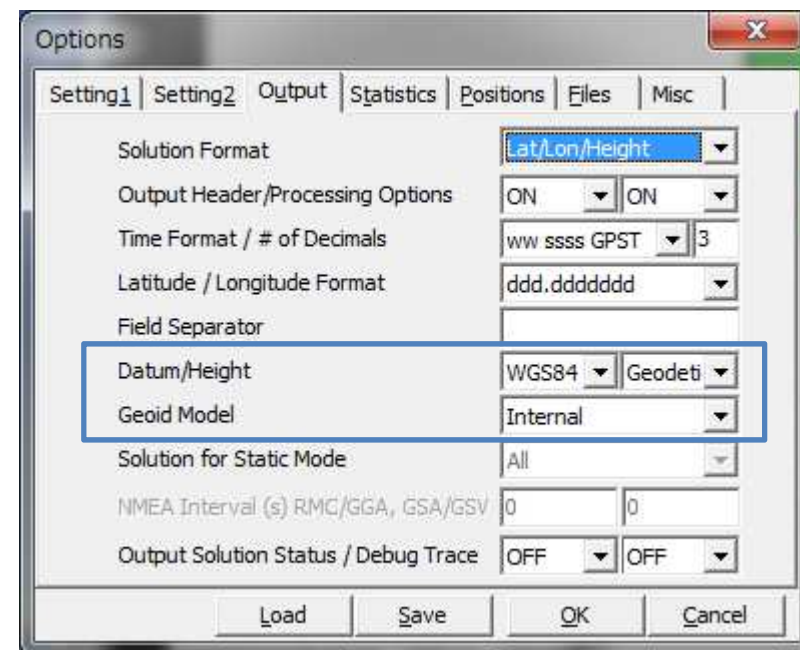 Options
Setting1 Setting2 Output Statistics Positions Files Misc
Solution Format Lat/Lon/Height
Output Header/Processing Options ON ON
Time Format / # of Decimals ww ssss GPST 3
Latitude / Longitude Format ddd.ddddddd
Field Separator
Datum/Height WGS84 Geodeti
Geoid Model Internal
Solution for Static Mode All
NMEA Interval (s) RMC/GGA, GSA/GSV 0 0
Output Solution Status / Debug Trace OFF OFF
Load Save OK Cancel